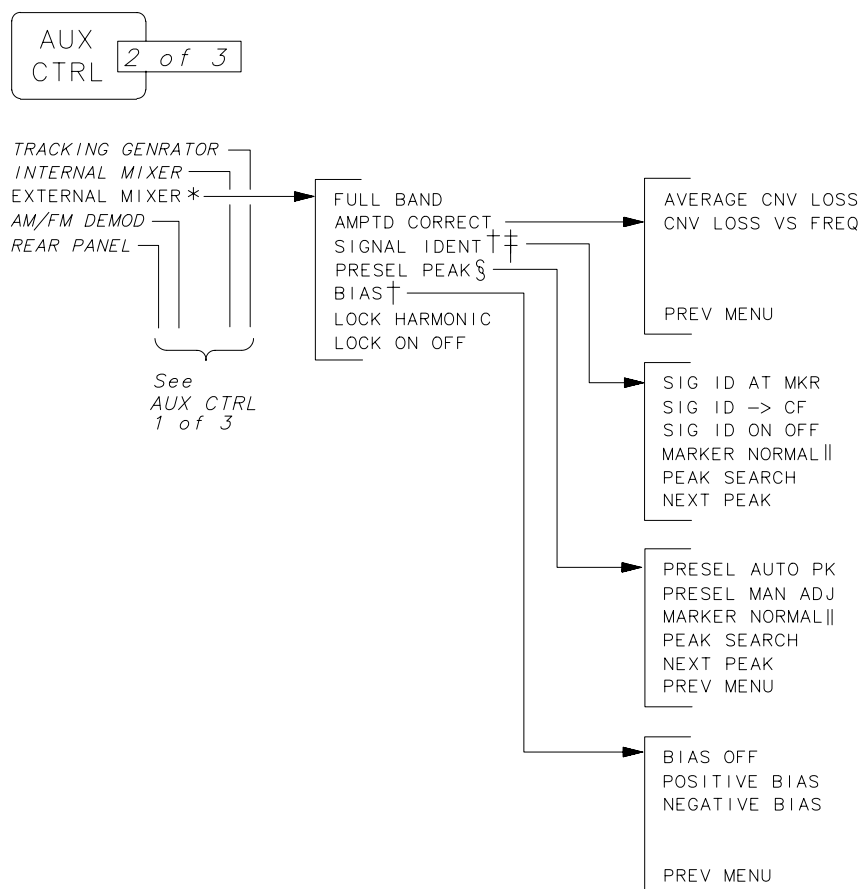 AUX
CTRL
2 of 3
TRACKING GENRATOR
INTERNAL MIXER
EXTERNAL MIXER*
AM/FM DEMOD
REAR PANEL
See
AUX CTRL
1 of 3
FULL BAND
AMPTD CORRECT
SIGNAL IDENT†‡
PRESEL PEAK§
BIAS†
LOCK HARMONIC
LOCK ON OFF
AVERAGE CNV LOSS
CNV LOSS VS FREQ
PREV MENU
SIG ID AT MKR
SIG ID -> CF
SIG ID ON OFF
MARKER NORMAL||
PEAK SEARCH
NEXT PEAK
PRESEL AUTO PK
PRESEL MAN ADJ
MARKER NORMAL||
PEAK SEARCH
NEXT PEAK
PREV MENU
BIAS OFF
POSITIVE BIAS
NEGATIVE BIAS
PREV MENU